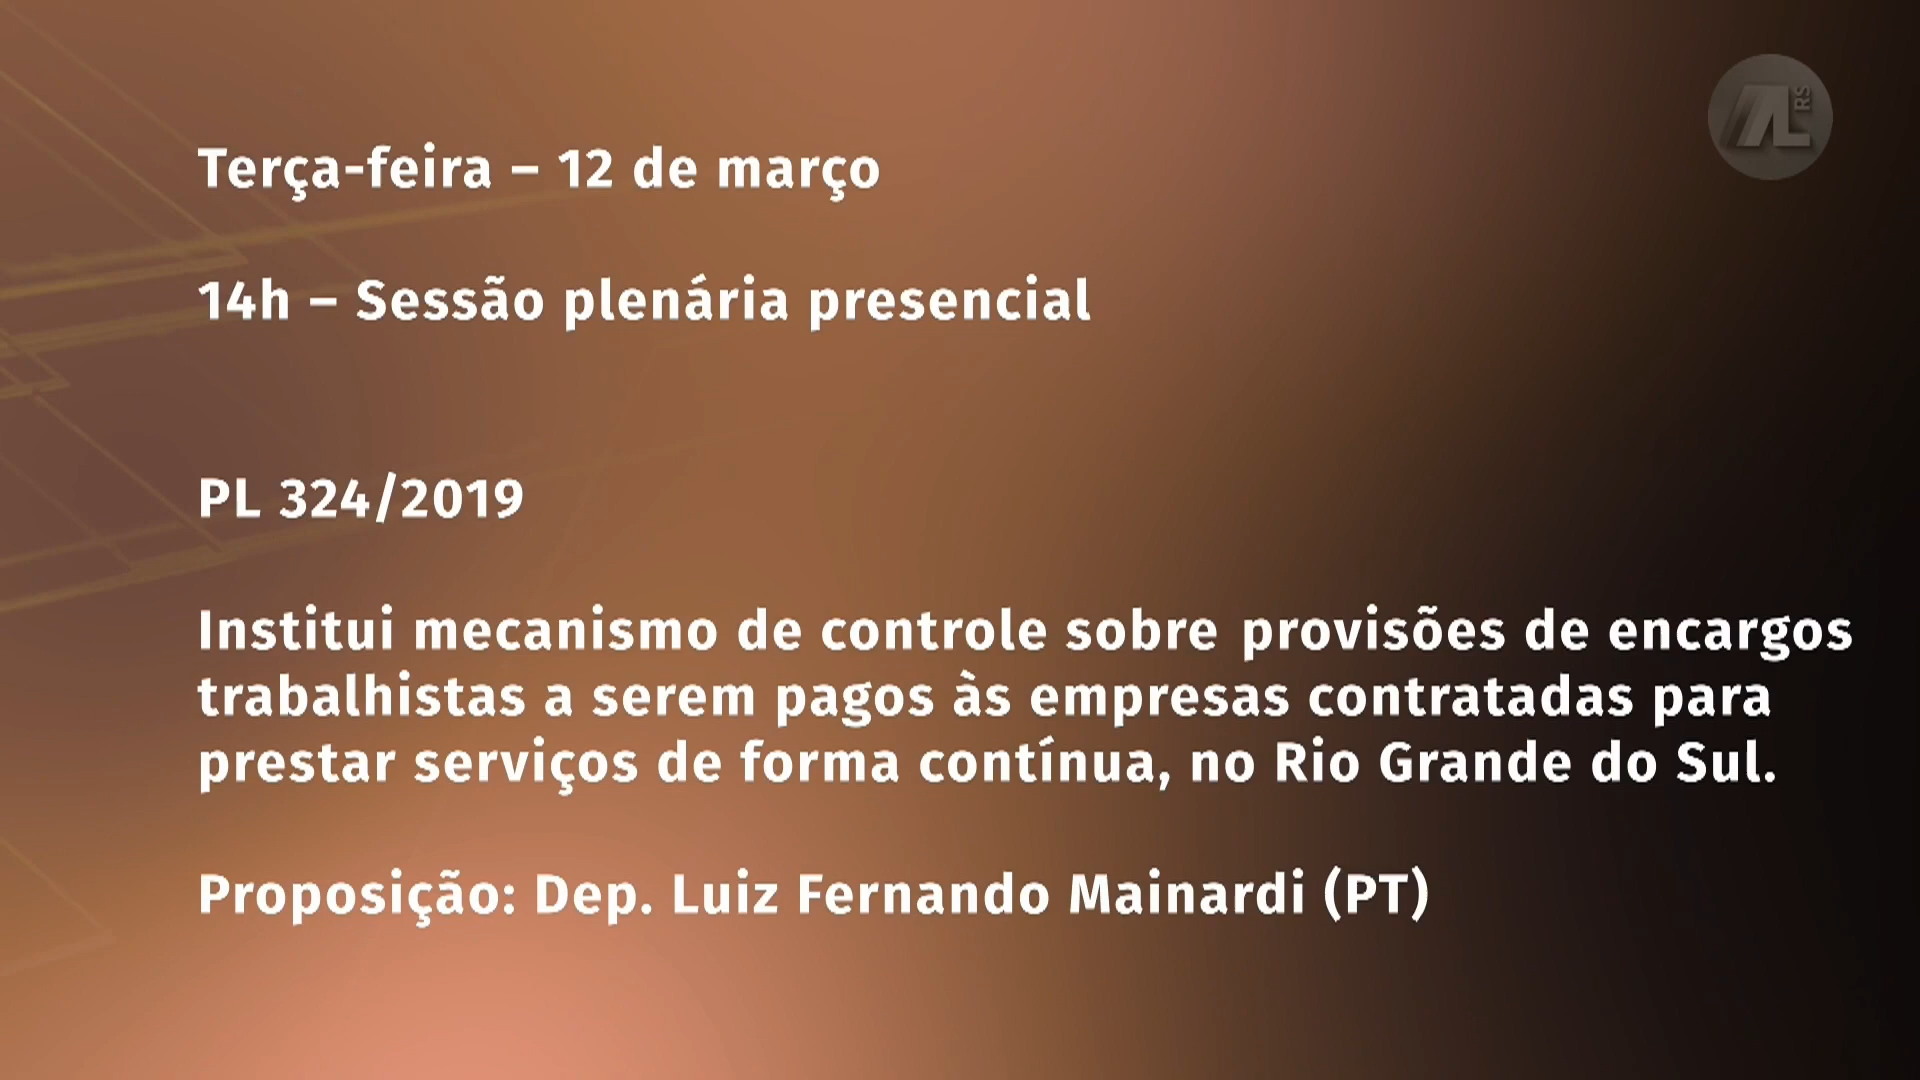 AL RS
Terça-feira – 12 de março
14h – Sessão plenária presencial
PL 324/2019
Institui mecanismo de controle sobre provisões de encargos
trabalhistas a serem pagos às empresas contratadas para
prestar serviços de forma contínua, no Rio Grande do Sul.
Proposição: Dep. Luiz Fernando Mainardi (PT)